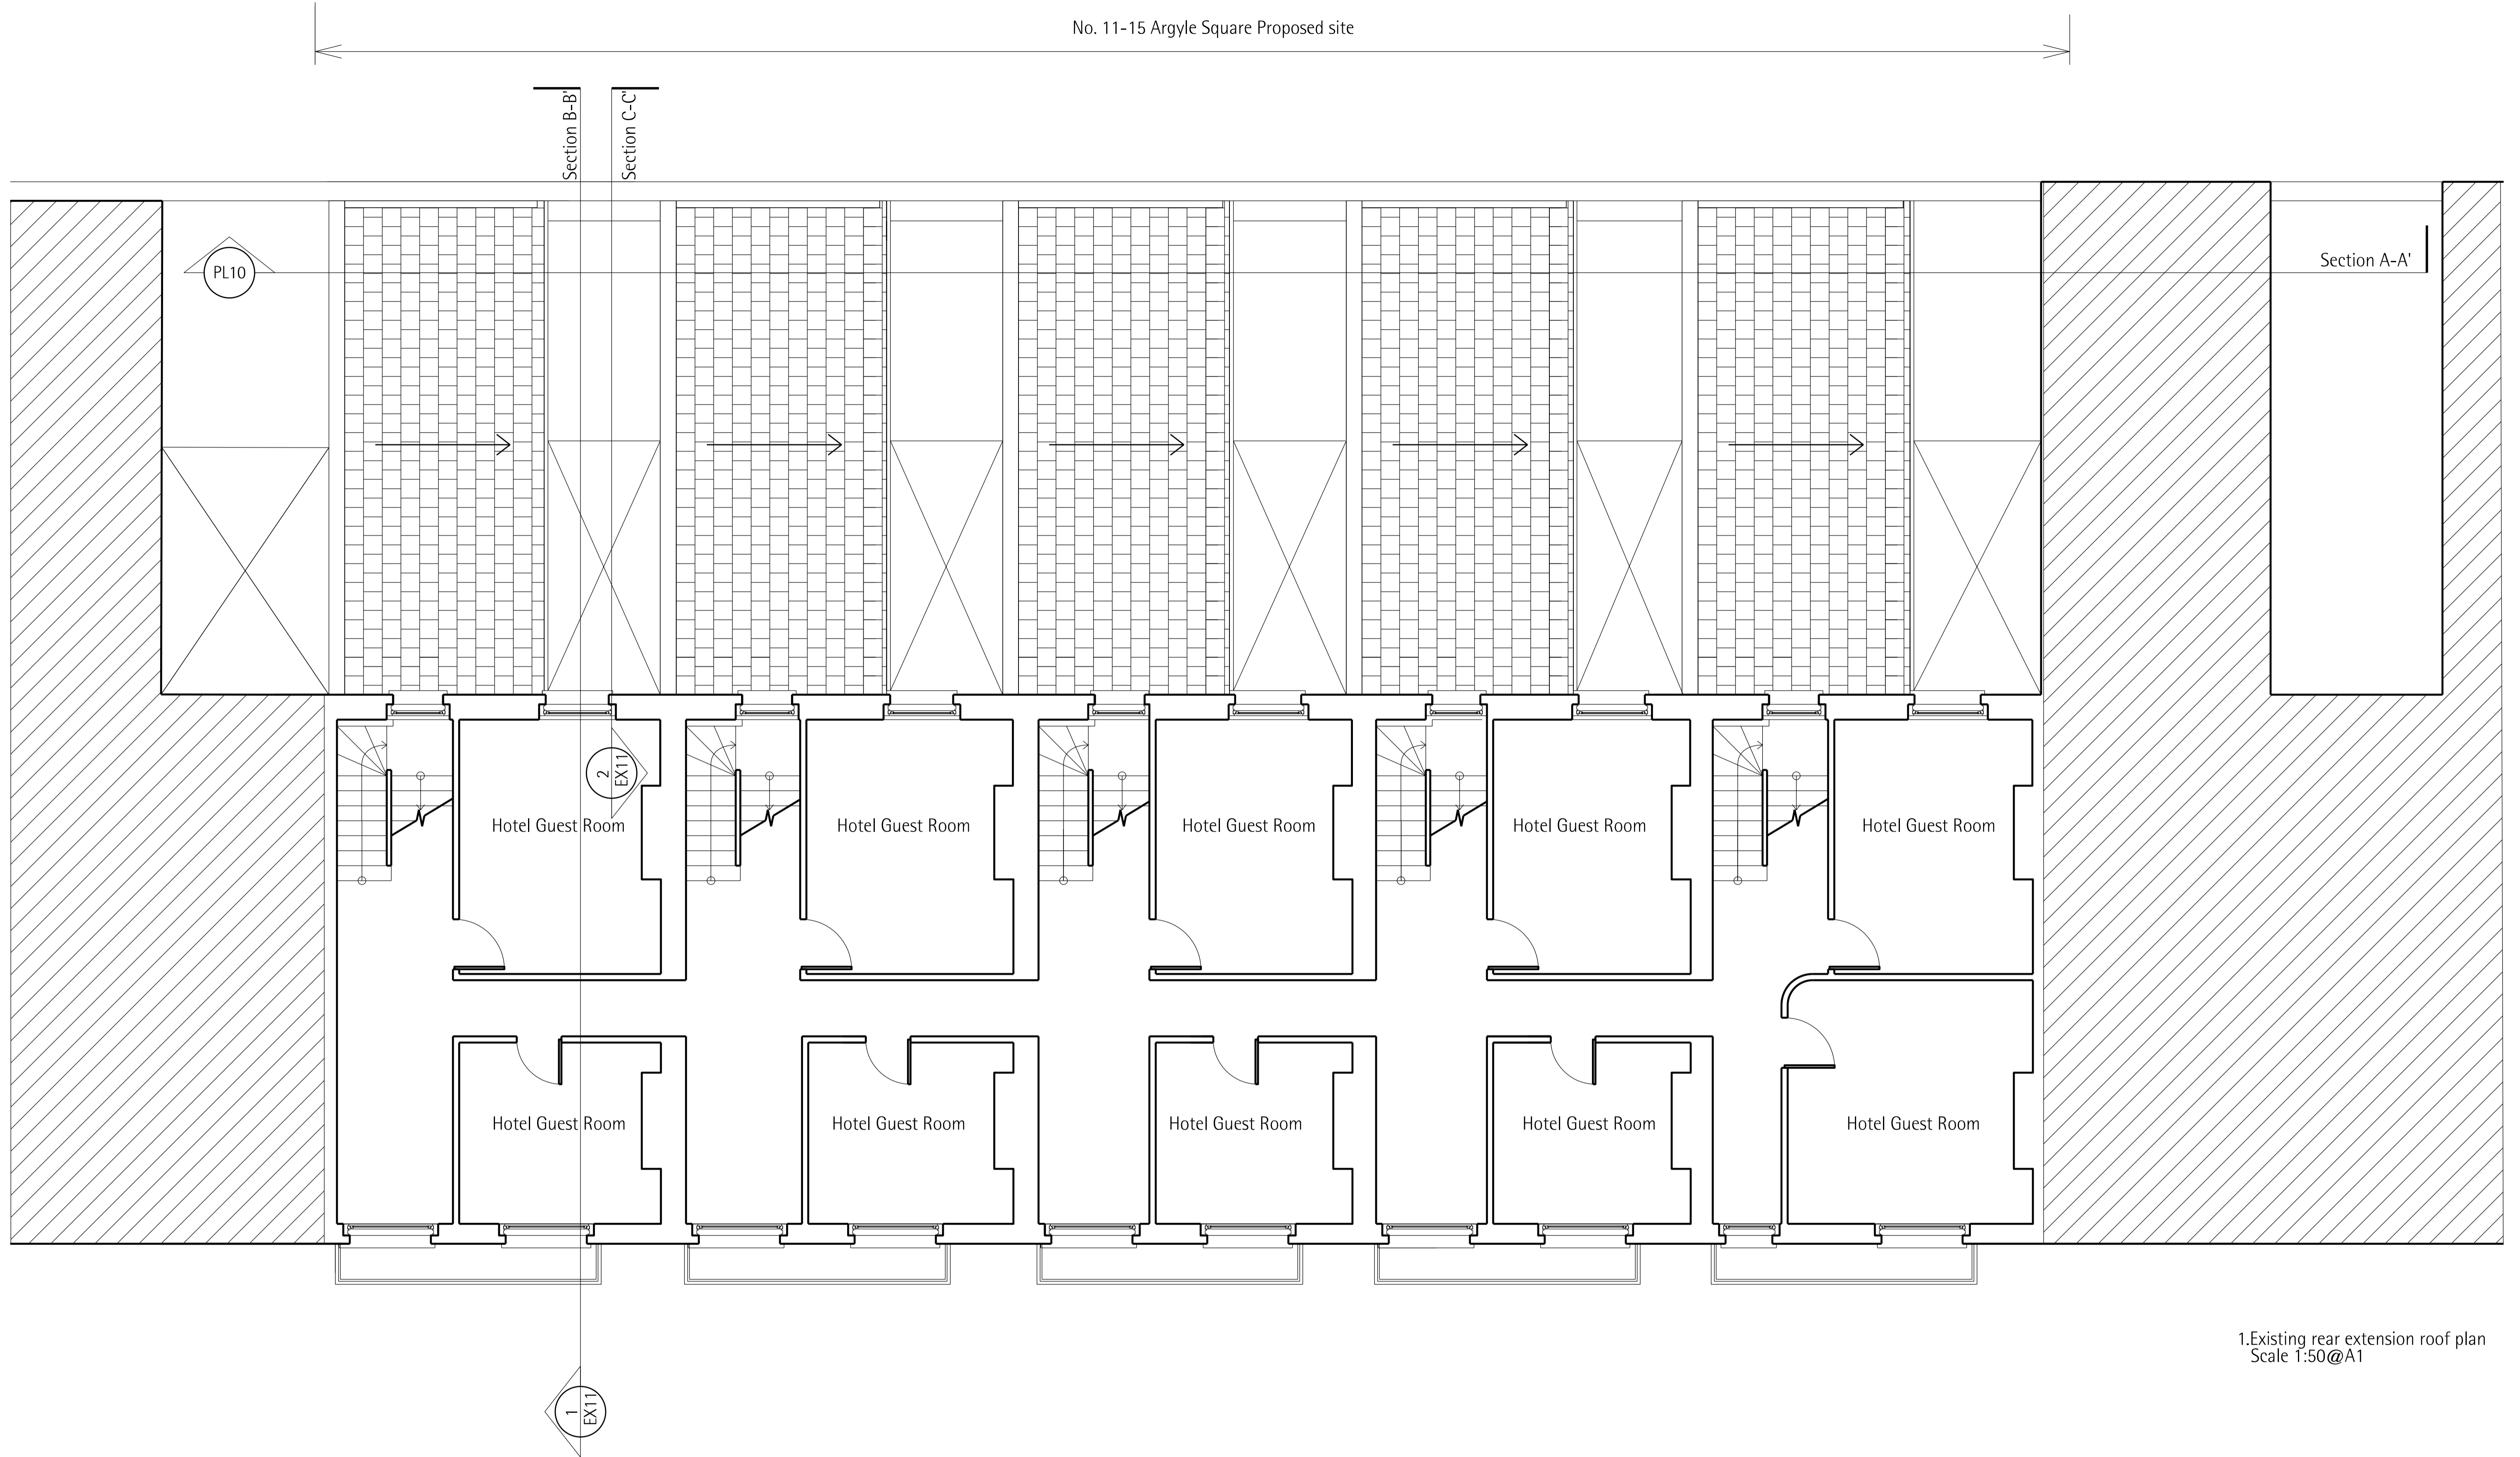 No. 11-15 Argyle Square Proposed site
Section B-B'
Section C-C'
PL10
Section A-A'
2
EX11
Hotel Guest Room
Hotel Guest Room
Hotel Guest Room
Hotel Guest Room
Hotel Guest Room
Hotel Guest Room
Hotel Guest Room
Hotel Guest Room
Hotel Guest Room
Hotel Guest Room
1.Existing rear extension roof plan
Scale 1:50@A1
1
EX11